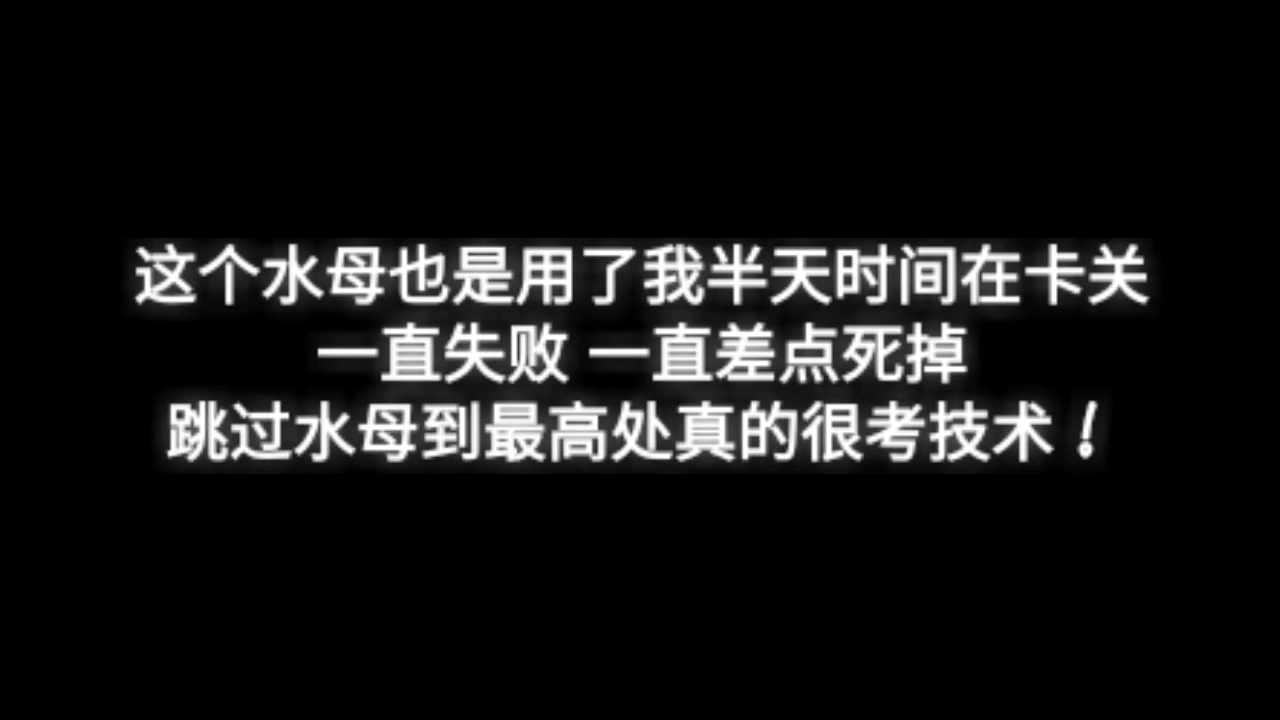 这个水母也是用了我半天时间在卡关
一直失败 一直差点死掉
跳过水母到最高处真的很考技术！